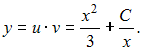 y = u · v = x²/3 + C/x.